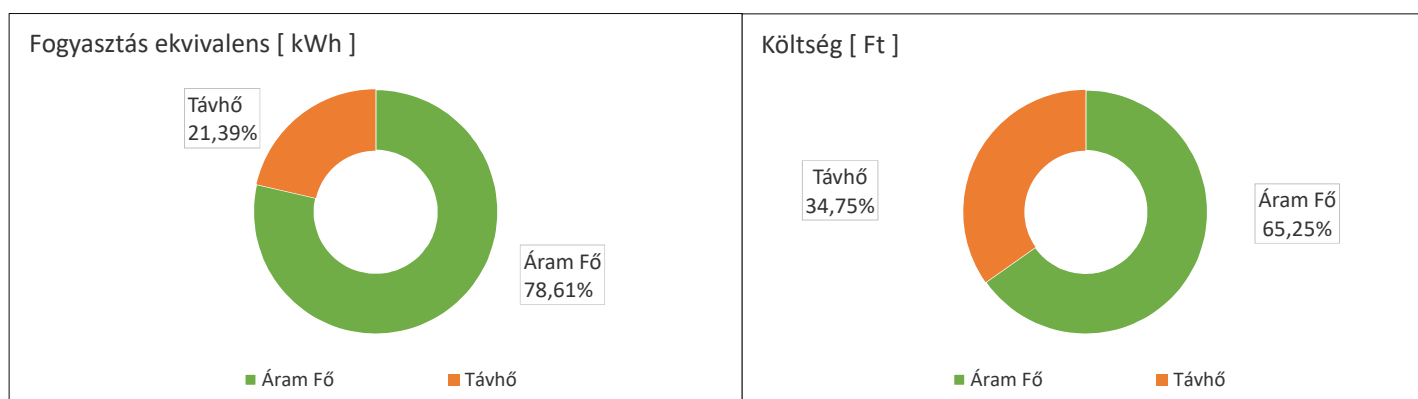 Fogyasztás ekvivalens [ kWh ]
Távhő
21,39%
Áram Fő
78,61%
Áram Fő
Távhő
Költség [ Ft ]
Távhő
34,75%
Áram Fő
65,25%
Áram Fő
Távhő